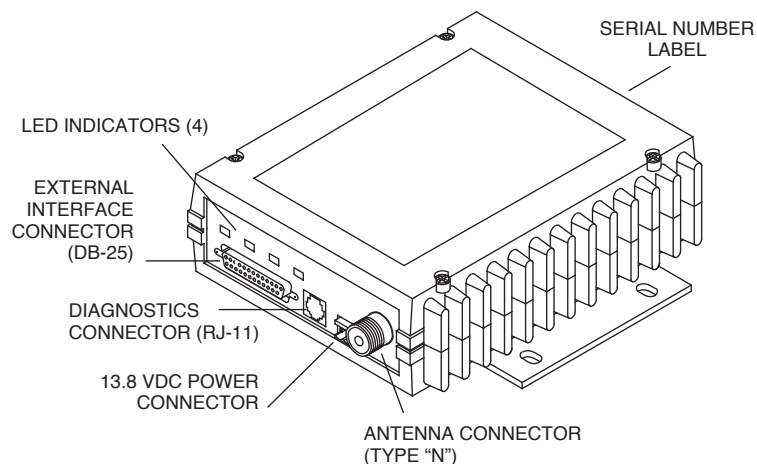 SERIAL NUMBER
LABEL
LED INDICATORS (4)
EXTERNAL
INTERFACE
CONNECTOR
(DB-25)
DIAGNOSTICS
CONNECTOR (RJ-11)
13.8 VDC POWER
CONNECTOR
ANTENNA CONNECTOR
(TYPE “N”)